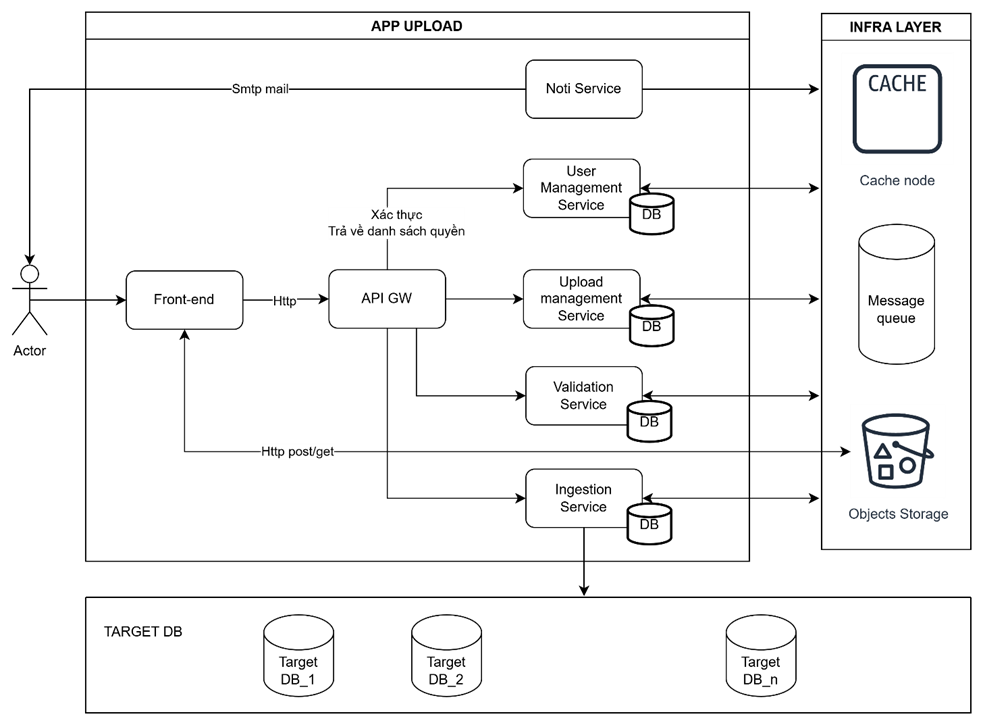 APP UPLOAD
INFRA LAYER
Smtp mail
Noti Service
CACHE
Cache node
User
Management
Service
DB
Xác thực
Trả về danh sách quyền
Front-end
Http
API GW
Upload
management
Service
DB
Message
queue
Actor
Validation
Service
DB
Http post/get
Ingestion
Service
DB
Objects Storage
TARGET DB
Target
DB_1
Target
DB_2
Target
DB_n